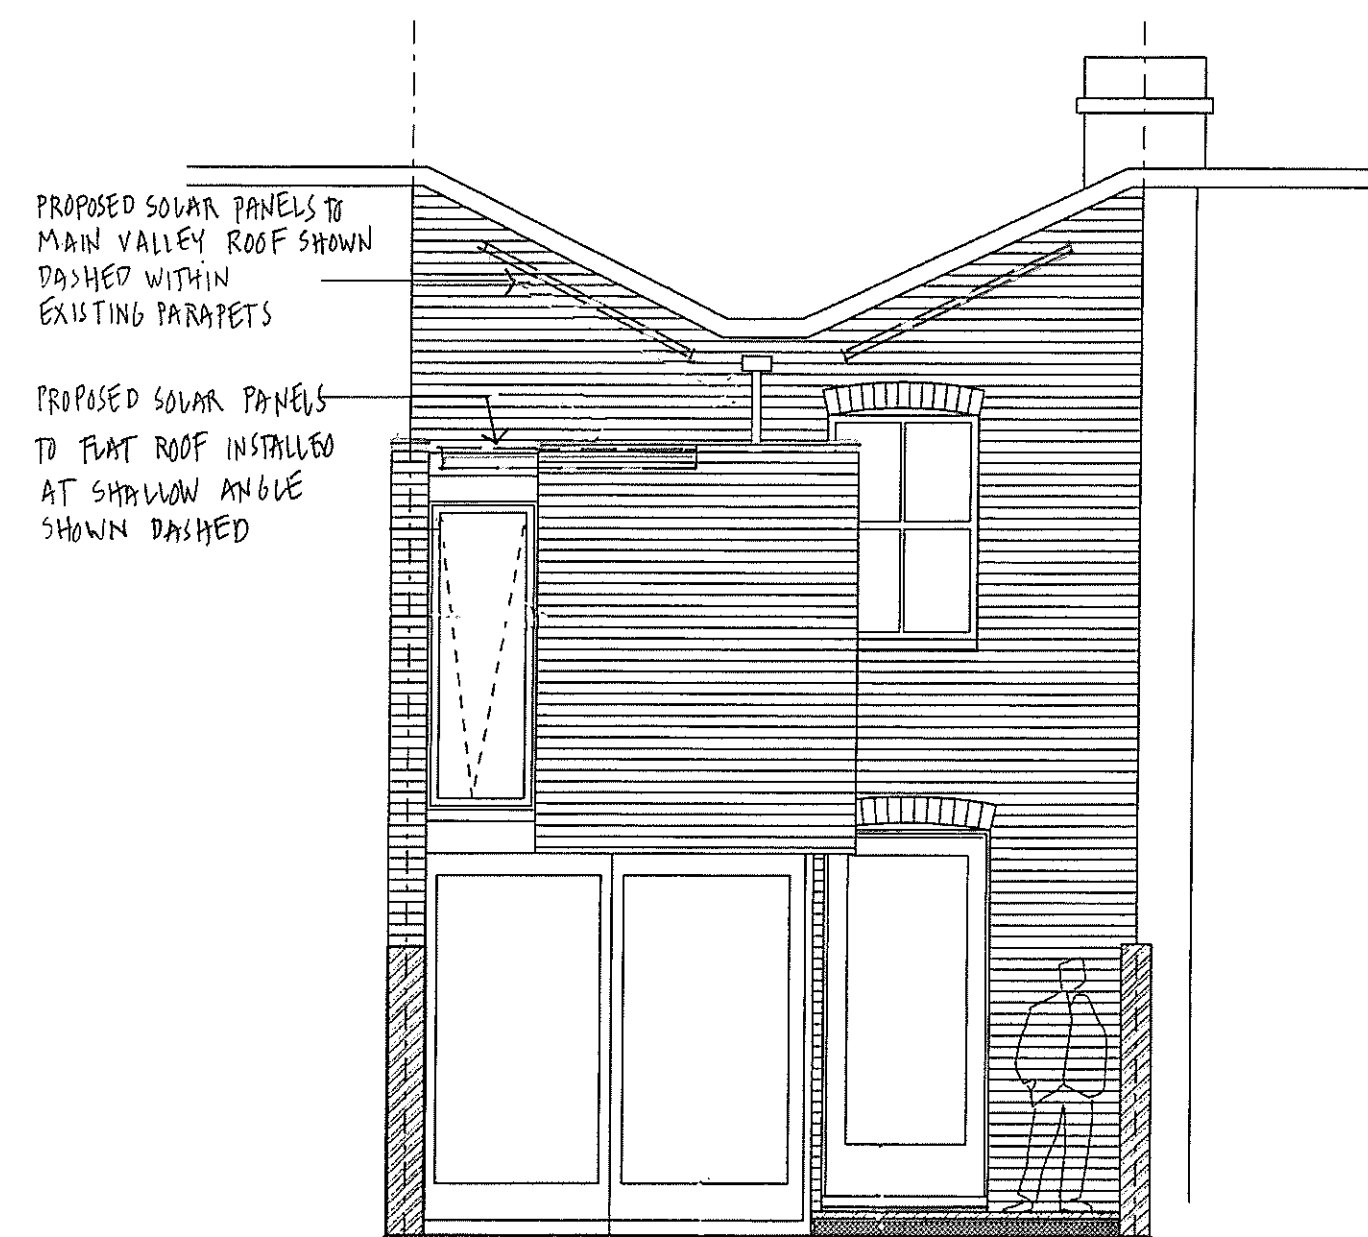 PROPOSED SOLAR PANELS TO
MAIN VALLEY ROOF SHOWN
DASHED WITHIN
EXISTING PARAPETS
PROPOSED SOLAR PANELS
TO FLAT ROOF INSTALLED
AT SHALLOW ANGLE
SHOWN DASHED